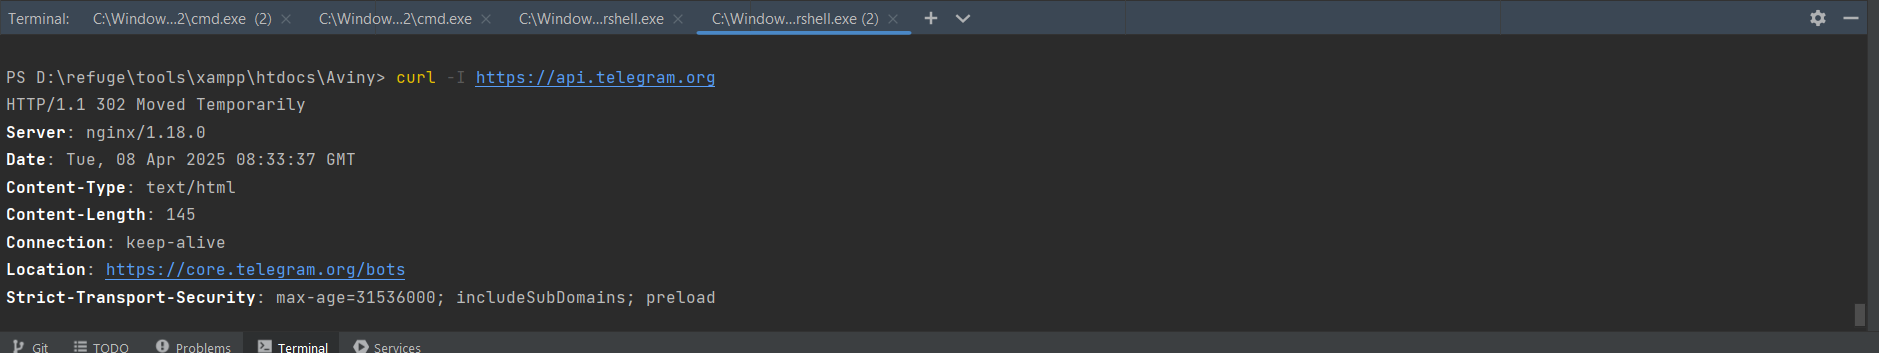 Terminal: C:\Window...2\cmd.exe (2) × C:\Window...2\cmd.exe × C:\Window...rshell.exe × C:\Window...rshell.exe (2) ×
PS D:\refuge\tools\xampp\htdocs\Aviny> curl -I https://api.telegram.org
HTTP/1.1 302 Moved Temporarily
Server: nginx/1.18.0
Date: Tue, 08 Apr 2025 08:33:37 GMT
Content-Type: text/html
Content-Length: 145
Connection: keep-alive
Location: https://core.telegram.org/bots
Strict-Transport-Security: max-age=31536000; includeSubDomains; preload
Git TODO Problems Terminal Services